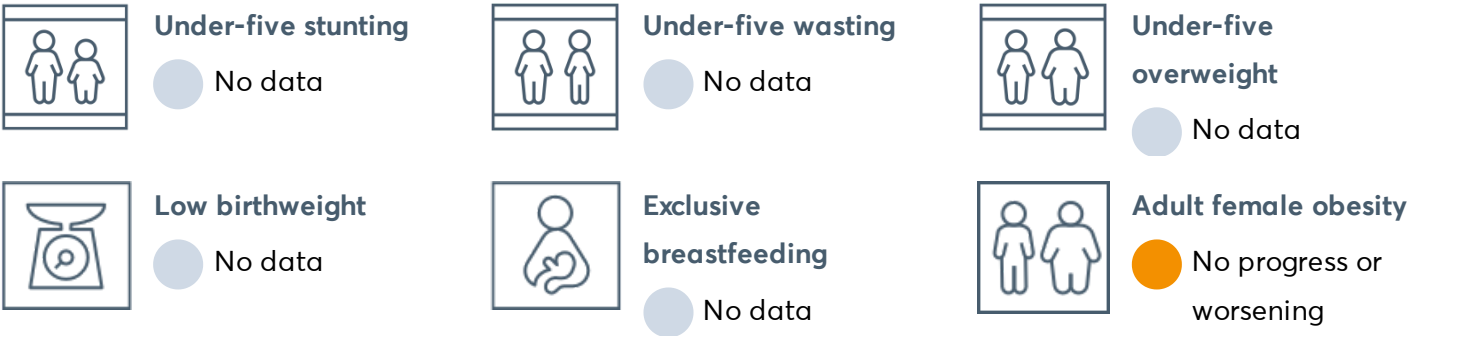 Under-five stunting
No data
Under-five wasting
No data
Under-five
overweight
No data
Low birthweight
No data
Exclusive
breastfeeding
No data
Adult female obesity
No progress or
worsening